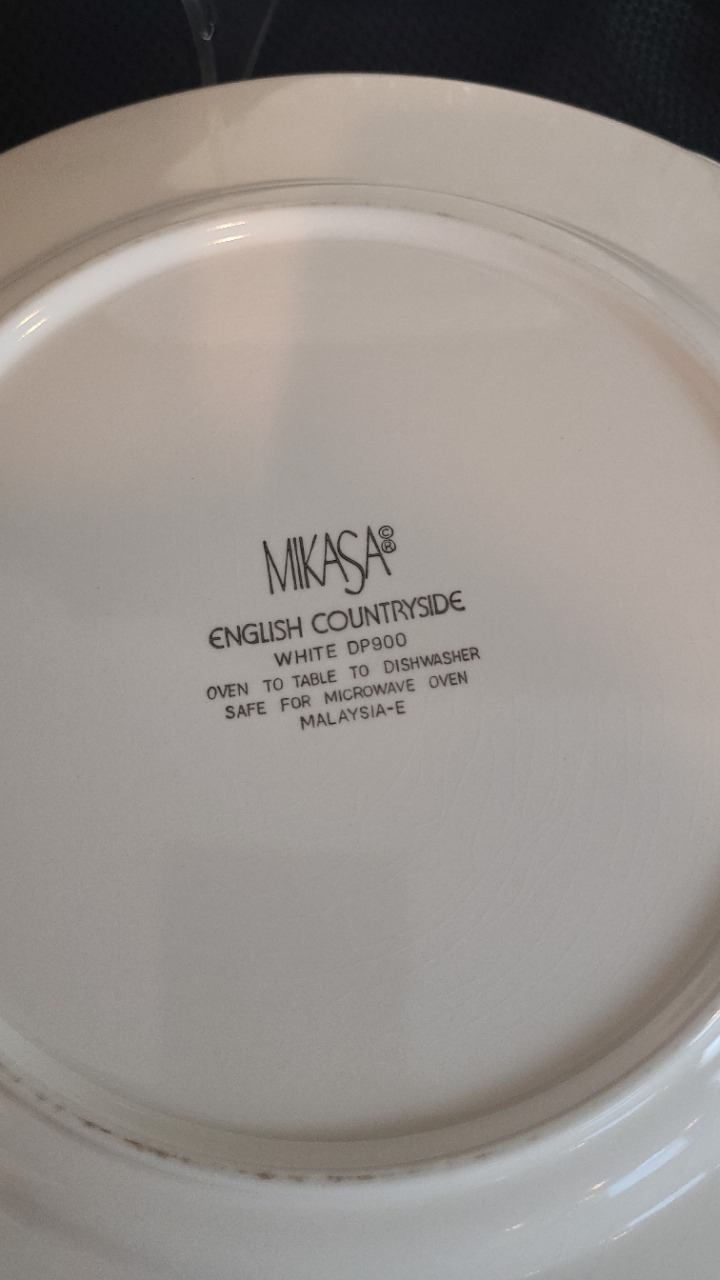 MIKASA©®
ENGLISH COUNTRYSIDE
WHITE DP900
OVEN TO TABLE TO DISHWASHER
SAFE FOR MICROWAVE OVEN
MALAYSIA-E